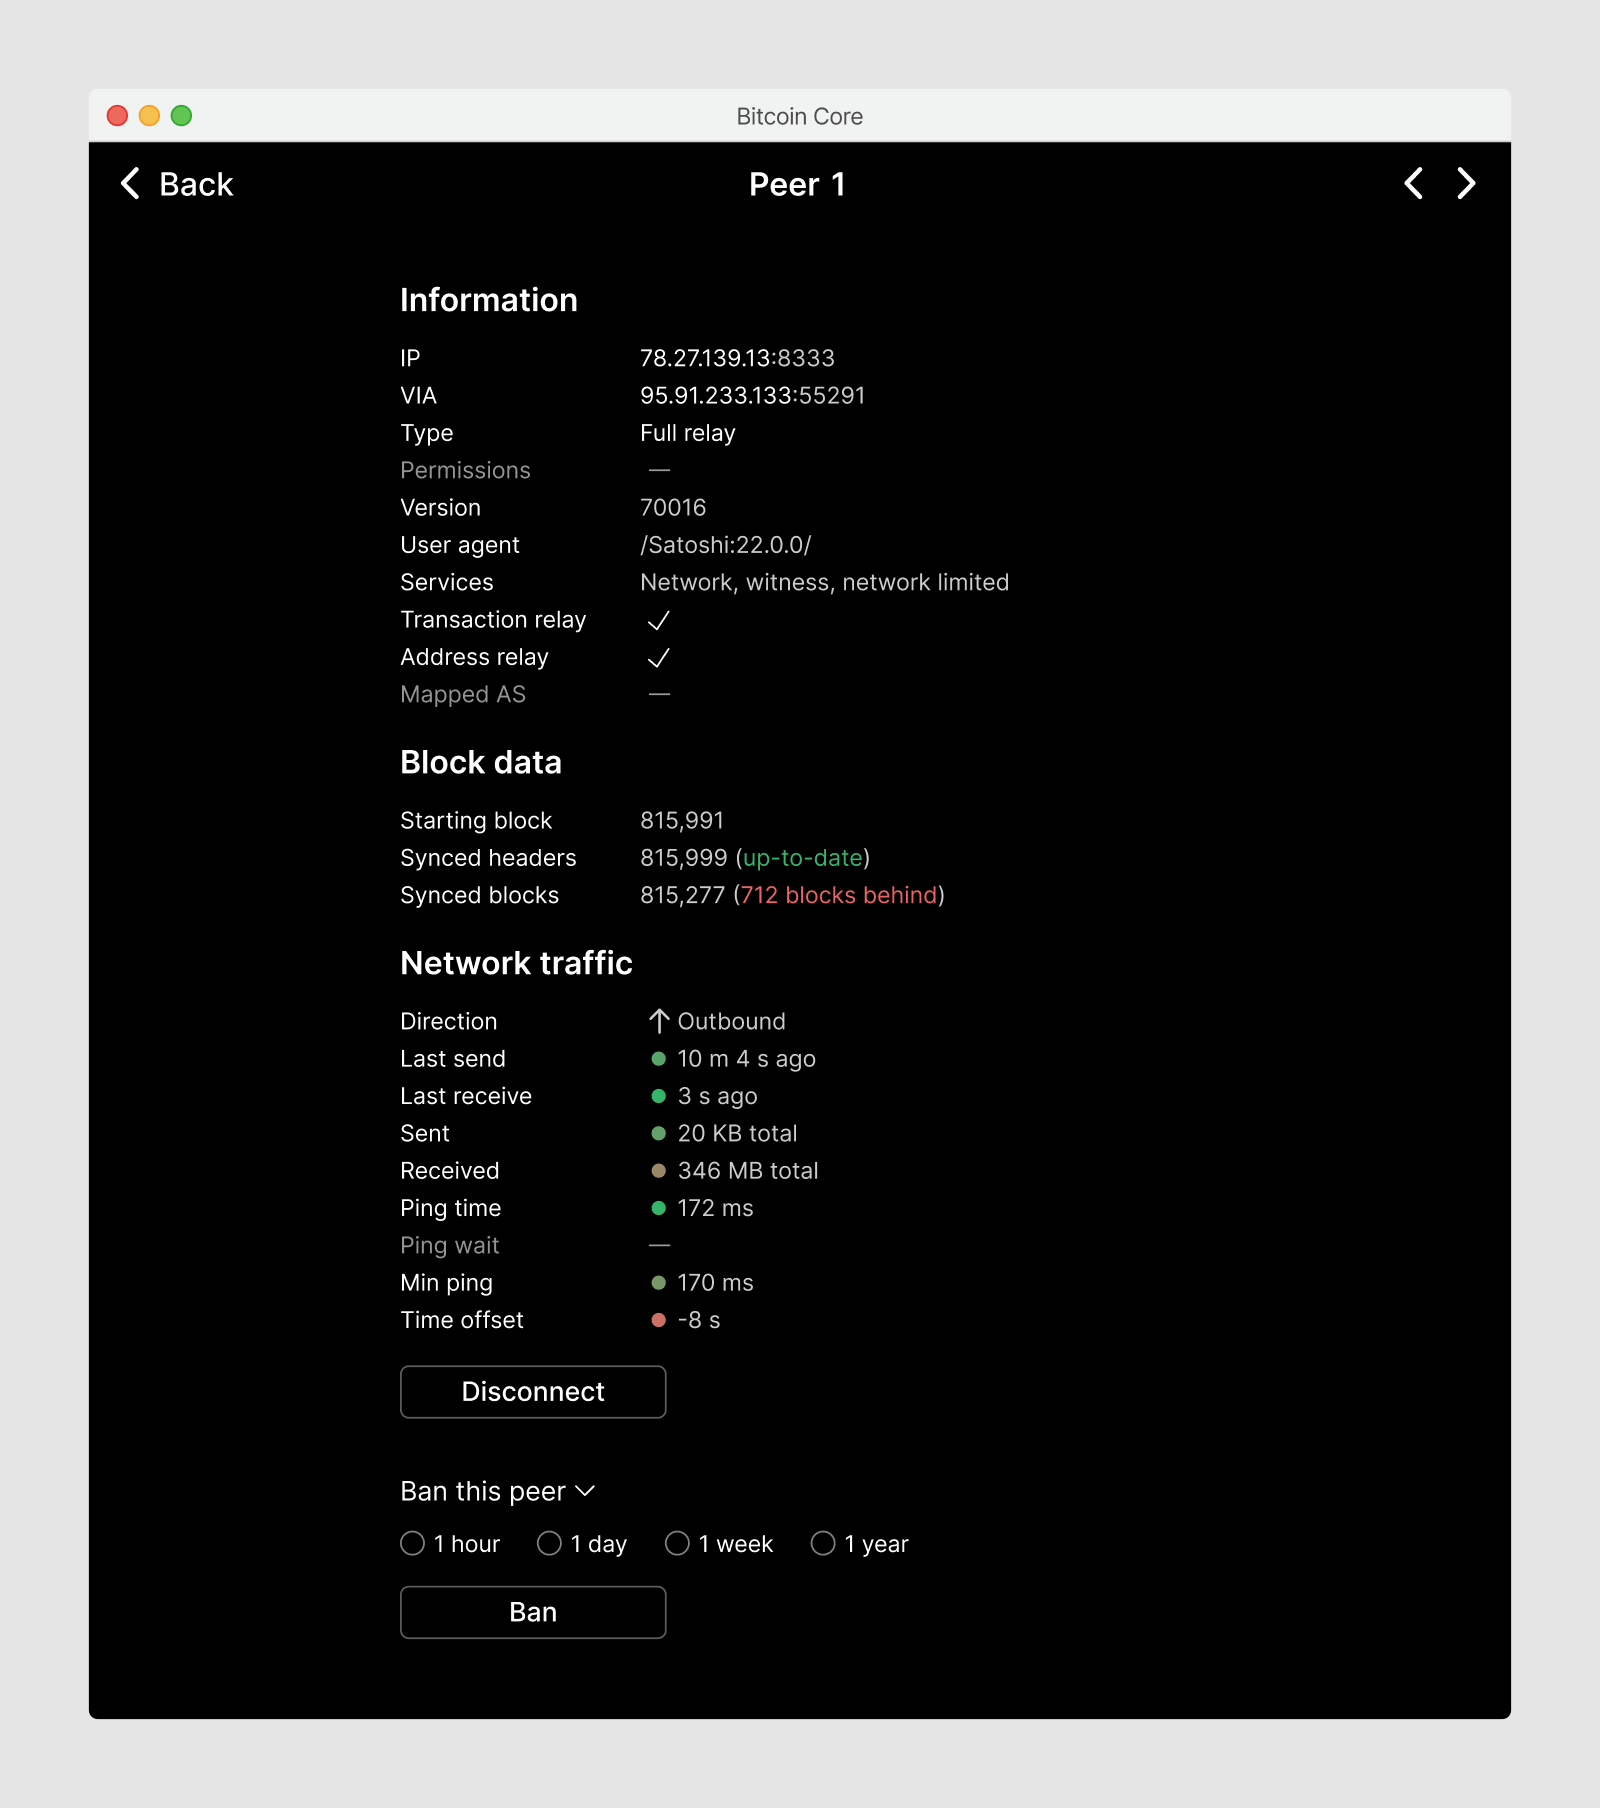 Bitcoin Core
Back
Peer 1
Information
IP 78.27.139.13:8333
VIA 95.91.233.133:55291
Type Full relay
Permissions —
Version 70016
User agent /Satoshi:22.0.0/
Services Network, witness, network limited
Transaction relay ✓
Address relay ✓
Mapped AS —
Block data
Starting block 815,991
Synced headers 815,999 (up-to-date)
Synced blocks 815,277 (712 blocks behind)
Network traffic
Direction ↑ Outbound
Last send 10 m 4 s ago
Last receive 3 s ago
Sent 20 KB total
Received 346 MB total
Ping time 172 ms
Ping wait —
Min ping 170 ms
Time offset -8 s
Disconnect
Ban this peer
1 hour 1 day 1 week 1 year
Ban